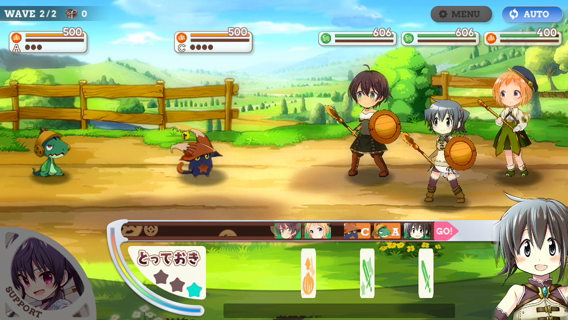 WAVE 2/2 0
MENU
AUTO
500
500
606
606
400
A
C
C
A
GO!
とっておき
SUPPORT